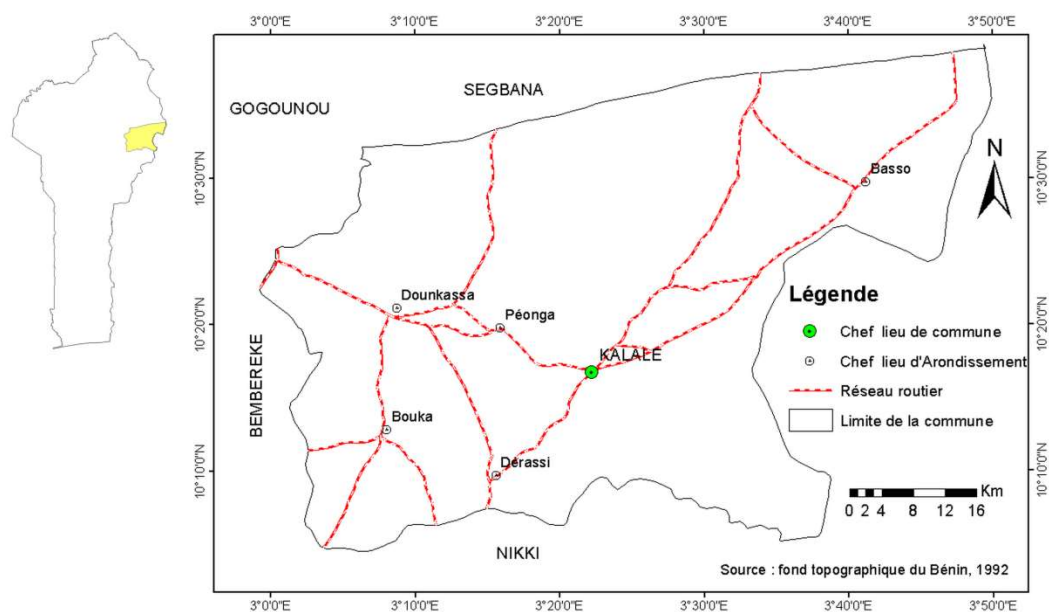 3°0'0"E 3°10'0"E 3°20'0"E 3°30'0"E 3°40'0"E 3°50'0"E
SEGBANA
GOGOUNOU
N
10°30'0"N 10°30'0"N
Basso
Dounkassa
Légende
10°20'0"N 10°20'0"N
Péonga
Chef lieu de commune
KALALE
Chef lieu d'Arondissement
BEMBEREKE
Réseau routier
Bouka
Limite de la commune
Dérassi
10°10'0"N 10°10'0"N
Km
0 2 4 8 12 16
NIKKI
Source : fond topographique du Bénin, 1992
3°0'0"E 3°10'0"E 3°20'0"E 3°30'0"E 3°40'0"E 3°50'0"E